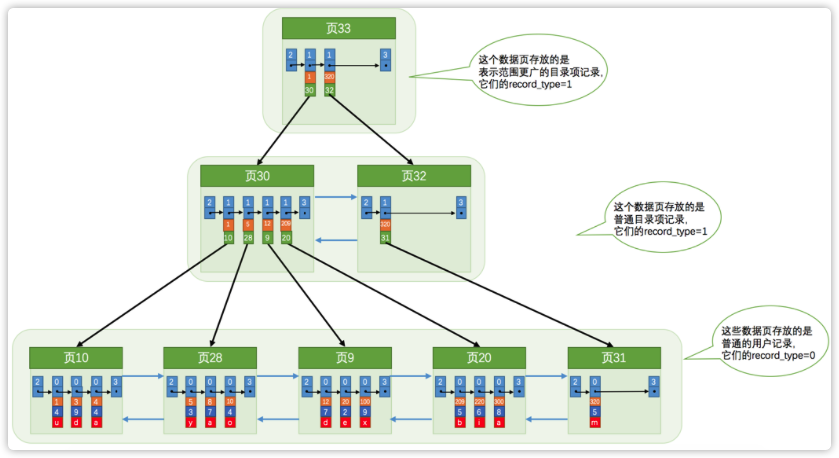 页33
2 1 1 3
1 320
30 32
这个数据页存放的是
表示范围更广的目录项记录,
它们的record_type=1
页30
2 1 1 1 1 3
1 5 12 209
10 28 9 20
页32
2 1 3
320
31
这个数据页存放的是
普通目录项记录,
它们的record_type=1
页10
2 0 0 0 3
1 3 4
4 9 4
u d a
页28
2 0 0 0 3
5 8 10
3 7 4
y a o
页9
2 0 0 0 3
12 20 100
7 2 9
d e x
页20
2 0 0 0 3
209 220 300
5 6 8
b i a
页31
2 0 3
320
5
m
这些数据页存放的是
普通的用户记录,
它们的record_type=0